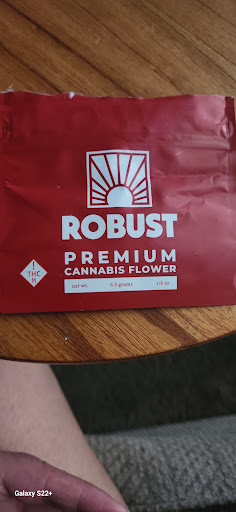 ROBUST
PREMIUM
CANNABIS FLOWER
!
THC
M
net wt. 3.5 grams 1/8 oz
Galaxy S22+